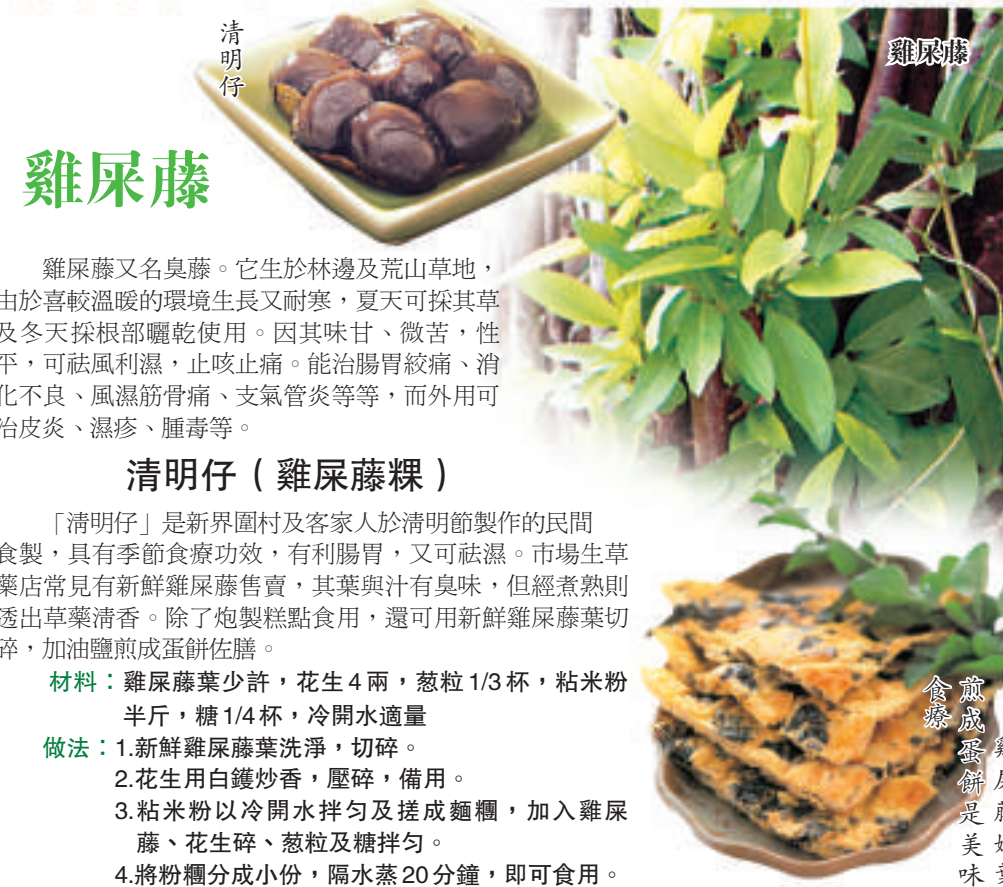 清明仔
雞屎藤
雞屎藤
雞屎藤又名臭藤。它生於林邊及荒山草地，
由於喜較溫暖的環境生長又耐寒，夏天可採其草
及冬天採根部曬乾使用。因其味甘、微苦，性
平，可祛風利濕，止咳止痛。能治腸胃絞痛、消
化不良、風濕筋骨痛、支氣管炎等等，而外用可
治皮炎、濕疹、腫毒等。
清明仔（雞屎藤粿）
「清明仔」是新界圍村及客家人於清明節製作的民間
食製，具有季節食療功效，有利腸胃，又可祛濕。市場生草
藥店常見有新鮮雞屎藤售賣，其葉與汁有臭味，但經煮熟則
透出草藥清香。除了炮製糕點食用，還可用新鮮雞屎藤葉切
碎，加油鹽煎成蛋餅佐膳。
材料：雞屎藤葉少許，花生4兩，葱粒1/3杯，粘米粉
半斤，糖1/4杯，冷開水適量
做法：1.新鮮雞屎藤葉洗淨，切碎。
2.花生用白鑊炒香，壓碎，備用。
3.粘米粉以冷開水拌匀及搓成麵糰，加入雞屎
藤、花生碎、葱粒及糖拌匀。
4.將粉糰分成小份，隔水蒸20分鐘，即可食用。
雞屎藤
煎成蛋餅是美味
食療